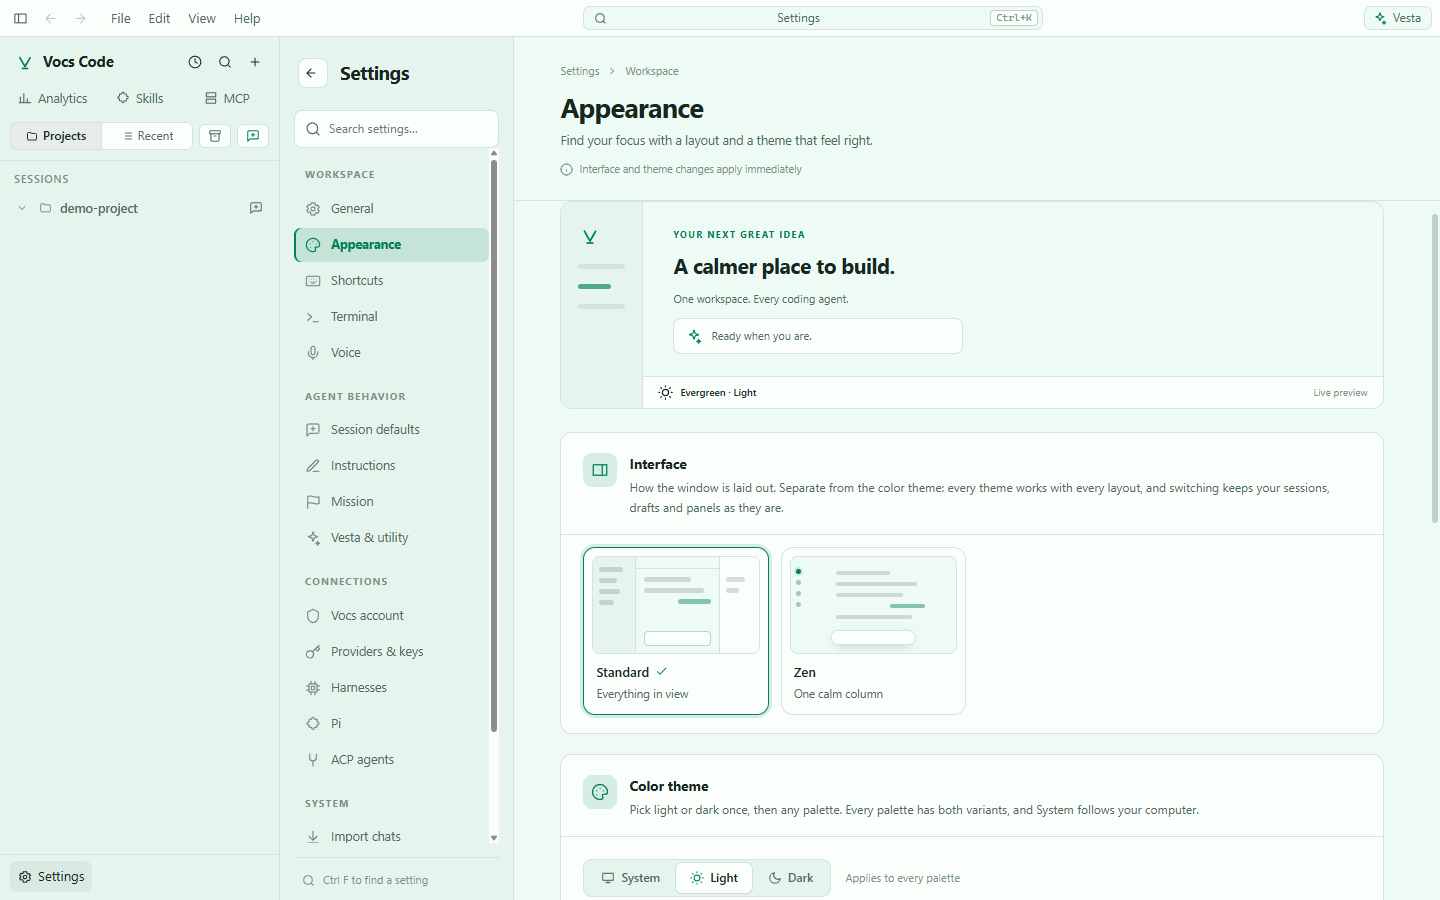 File Edit View Help
Settings
Ctrl+K
Vesta
Vocs Code
Analytics Skills MCP
Projects Recent
SESSIONS
demo-project
Settings
Settings
Search settings...
WORKSPACE
General
Appearance
Shortcuts
Terminal
Voice
AGENT BEHAVIOR
Session defaults
Instructions
Mission
Vesta & utility
CONNECTIONS
Vocs account
Providers & keys
Harnesses
Pi
ACP agents
SYSTEM
Import chats
Ctrl F to find a setting
Settings Workspace
Appearance
Find your focus with a layout and a theme that feel right.
Interface and theme changes apply immediately
YOUR NEXT GREAT IDEA
A calmer place to build.
One workspace. Every coding agent.
Ready when you are.
Evergreen · Light
Live preview
Interface
How the window is laid out. Separate from the color theme: every theme works with every layout, and switching keeps your sessions,
drafts and panels as they are.
Standard
Everything in view
Zen
One calm column
Color theme
Pick light or dark once, then any palette. Every palette has both variants, and System follows your computer.
System Light Dark
Applies to every palette